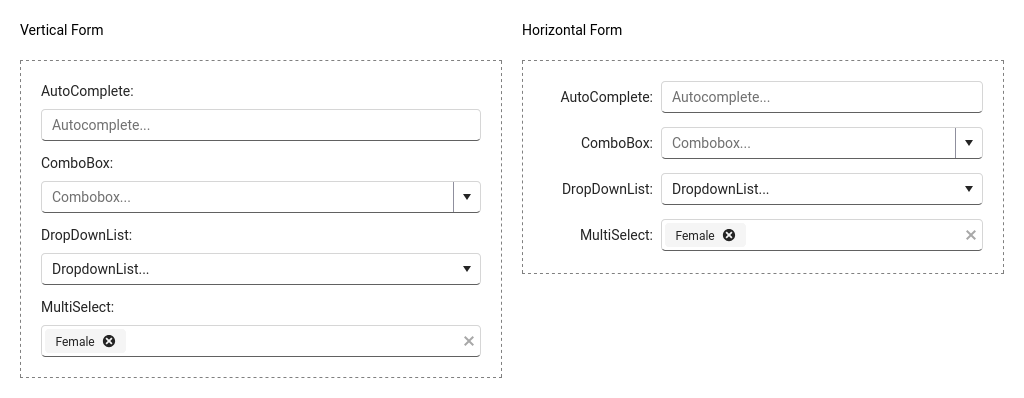 Vertical Form
AutoComplete:
Autocomplete...
ComboBox:
Combobox...
DropDownList:
DropdownList...
MultiSelect:
Female
Horizontal Form
AutoComplete: Autocomplete...
ComboBox: Combobox...
DropDownList: DropdownList...
MultiSelect: Female